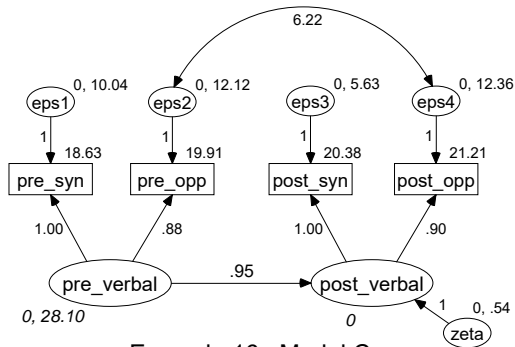 6.22
0, 10.04 0, 12.12 0, 5.63 0, 12.36
eps1 eps2 eps3 eps4
1 1 1 1
18.63 19.91 20.38 21.21
pre_syn pre_opp post_syn post_opp
1.00 .88 1.00 .90
.95
pre_verbal post_verbal
0, 28.10 0 1 0, .54
zeta